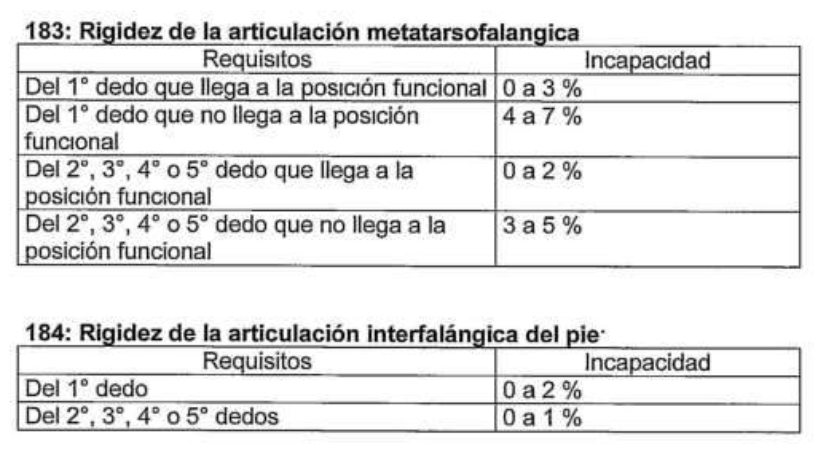 183: Rigidez de la articulación metatarsofalangica
Requisitos Incapacidad
Del 1° dedo que llega a la posición funcional 0 a 3 %
Del 1° dedo que no llega a la posición 4 a 7 %
funcional
Del 2°, 3°, 4° o 5° dedo que llega a la 0 a 2 %
posición funcional
Del 2°, 3°, 4° o 5° dedo que no llega a la 3 a 5 %
posición funcional
184: Rigidez de la articulación interfalángica del pie
Requisitos Incapacidad
Del 1° dedo 0 a 2 %
Del 2°, 3°, 4° o 5° dedos 0 a 1 %